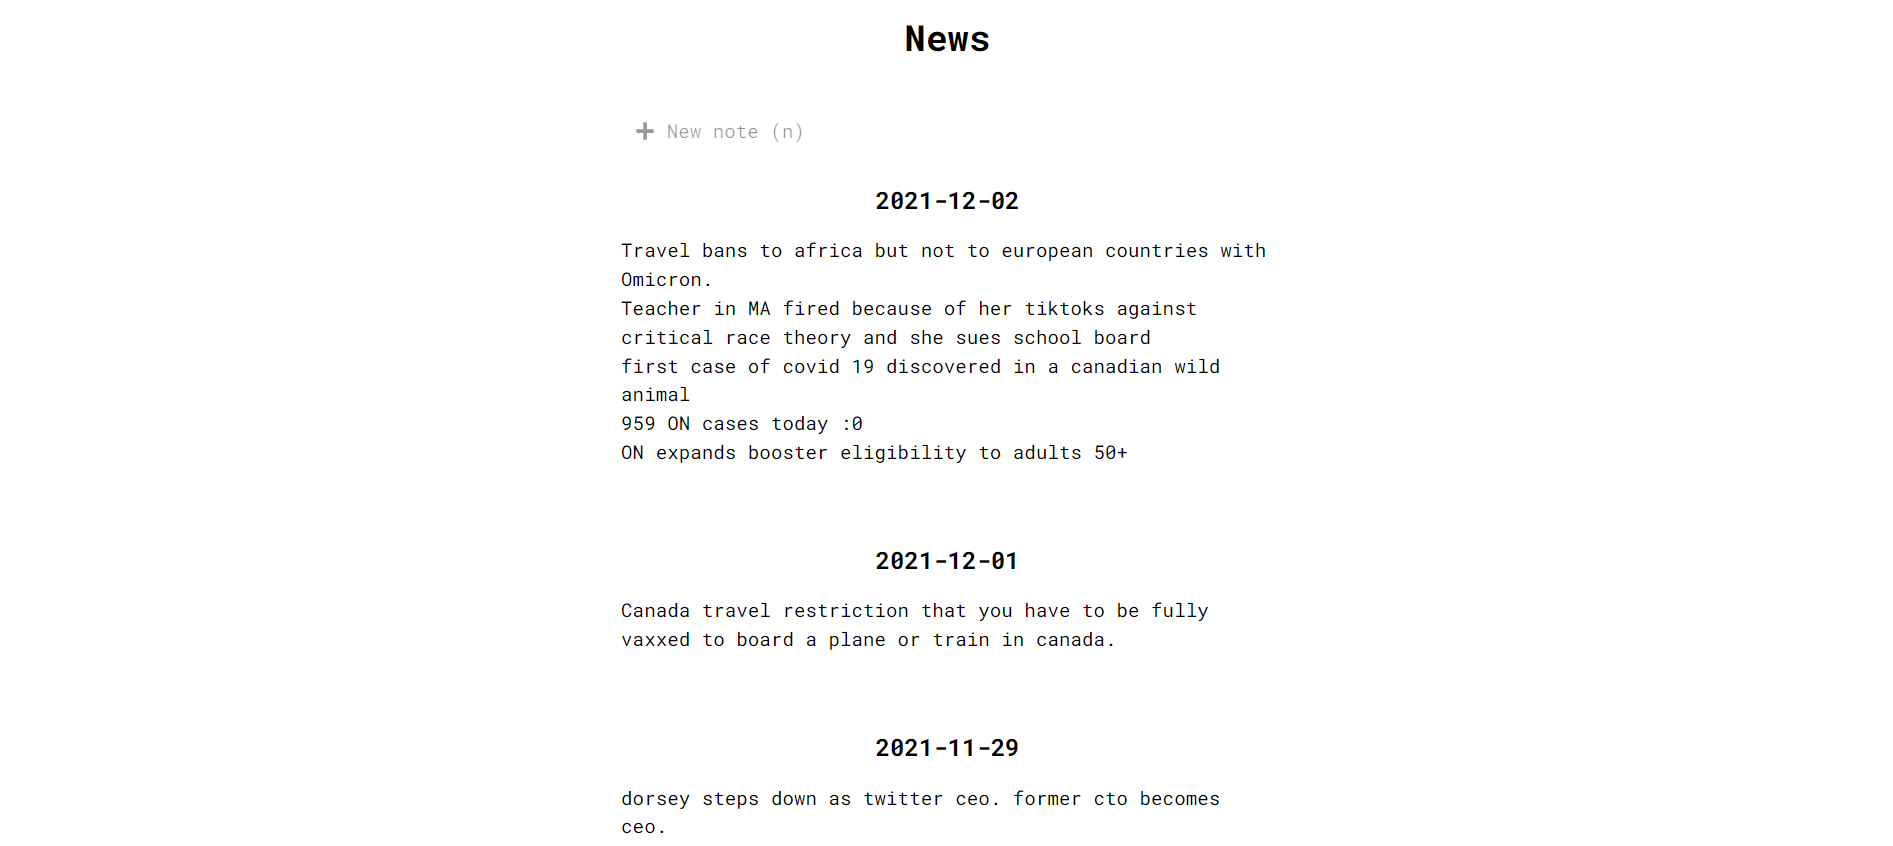 News
New note (n)
2021-12-02
Travel bans to africa but not to european countries with
Omicron.
Teacher in MA fired because of her tiktoks against
critical race theory and she sues school board
first case of covid 19 discovered in a canadian wild
animal
959 ON cases today :0
ON expands booster eligibility to adults 50+
2021-12-01
Canada travel restriction that you have to be fully
vaxxed to board a plane or train in canada.
2021-11-29
dorsey steps down as twitter ceo. former cto becomes
ceo.